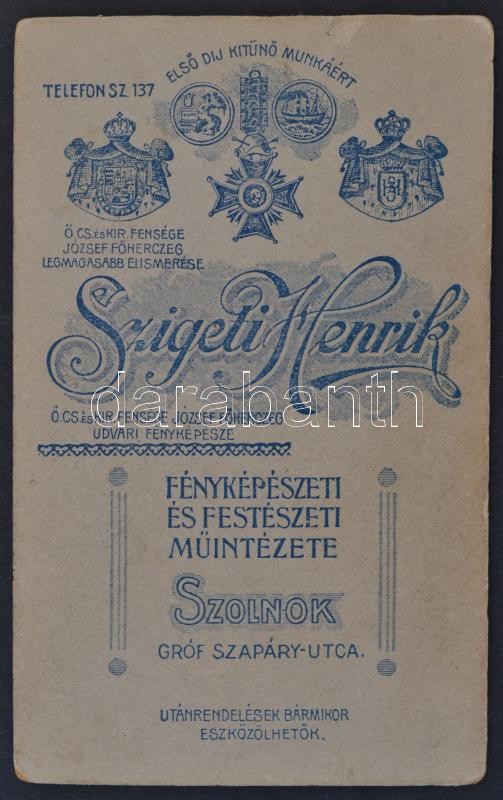 ELSŐ DIJ KITÜNŐ MUNKÁÉRT
TELEFON SZ. 137
Ő. CS. ÉS KIR. FENSÉGE
JÓZSEF FŐHERCZEG
LEGMAGASABB ELISMERÉSE
Szigeti Henrik
darabanth
Ő. CS. ÉS KIR. FENSÉGE JÓZSEF FŐHERCZEG
UDVARI FÉNYKÉPÉSZE
FÉNYKÉPÉSZETI
ÉS FESTÉSZETI
MŰINTÉZETE
SZOLNOK
GRÓF SZAPÁRY-UTCA.
UTÁNRENDELÉSEK BÁRMIKOR
ESZKÖZÖLHETŐK.